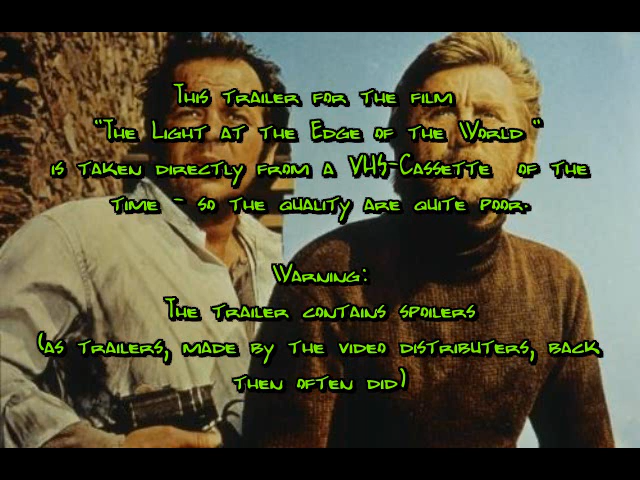 This trailer for the film
"The Light at the Edge of the World"
is taken directly from a VHS-Cassette of the
time - so the quality are quite poor.
Warning:
The trailer contains spoilers
(as trailers, made by the video distributers, back
then often did)